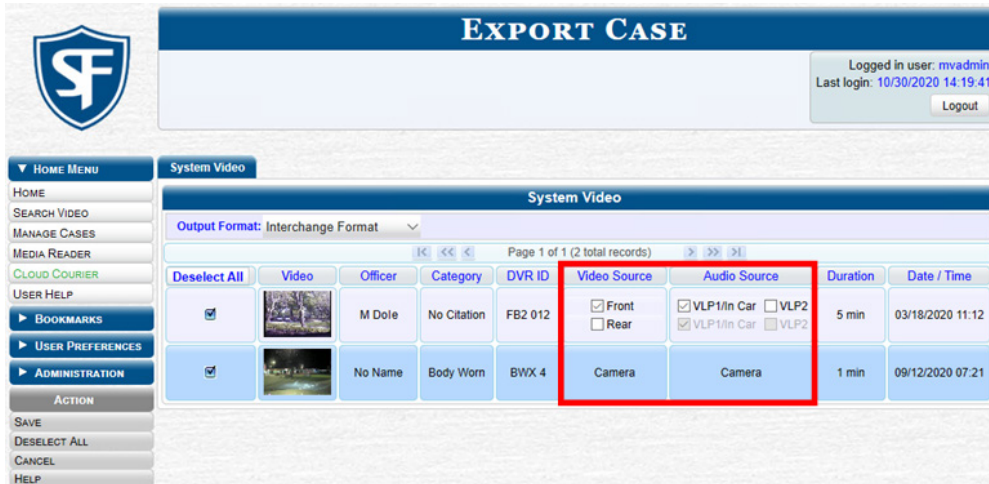 SF
EXPORT CASE
Logged in user: mvadmin
Last login: 10/30/2020 14:19:41
Logout
HOME MENU
HOME
SEARCH VIDEO
MANAGE CASES
MEDIA READER
CLOUD COURIER
USER HELP
BOOKMARKS
USER PREFERENCES
ADMINISTRATION
ACTION
SAVE
DESELECT ALL
CANCEL
HELP
System Video
System Video
Output Format: Interchange Format
Page 1 of 1 (2 total records)
Deselect All Video Officer Category DVR ID Video Source Audio Source Duration Date / Time
M Dole No Citation FB2 012 Front VLP1/In Car VLP2 5 min 03/18/2020 11:12
Rear VLP1/In Car VLP2
No Name Body Worn BWX 4 Camera Camera 1 min 09/12/2020 07:21